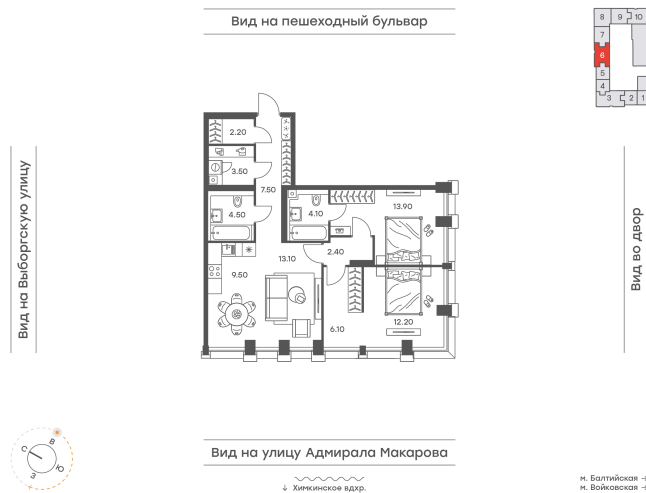 Вид на пешеходный бульвар
8 9 10
7
6
5
4
3 2 1
Вид на Выборгскую улицу
Вид во двор
2.20
3.50
7.50
4.50
4.10
13.90
13.10
2.40
9.50
6.10
12.20
С В
З Ю
Вид на улицу Адмирала Макарова
↓ Химкинское вдхр.
м. Балтийская →
м. Войковская →